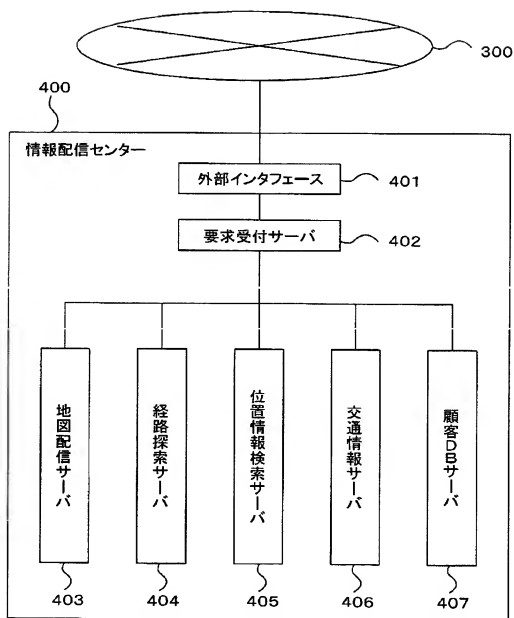 300
400
情報配信センター
外部インタフェース
401
要求受付サーバ
402
地図配信サーバ
経路探索サーバ
位置情報検索サーバ
交通情報サーバ
顧客DBサーバ
403
404
405
406
407